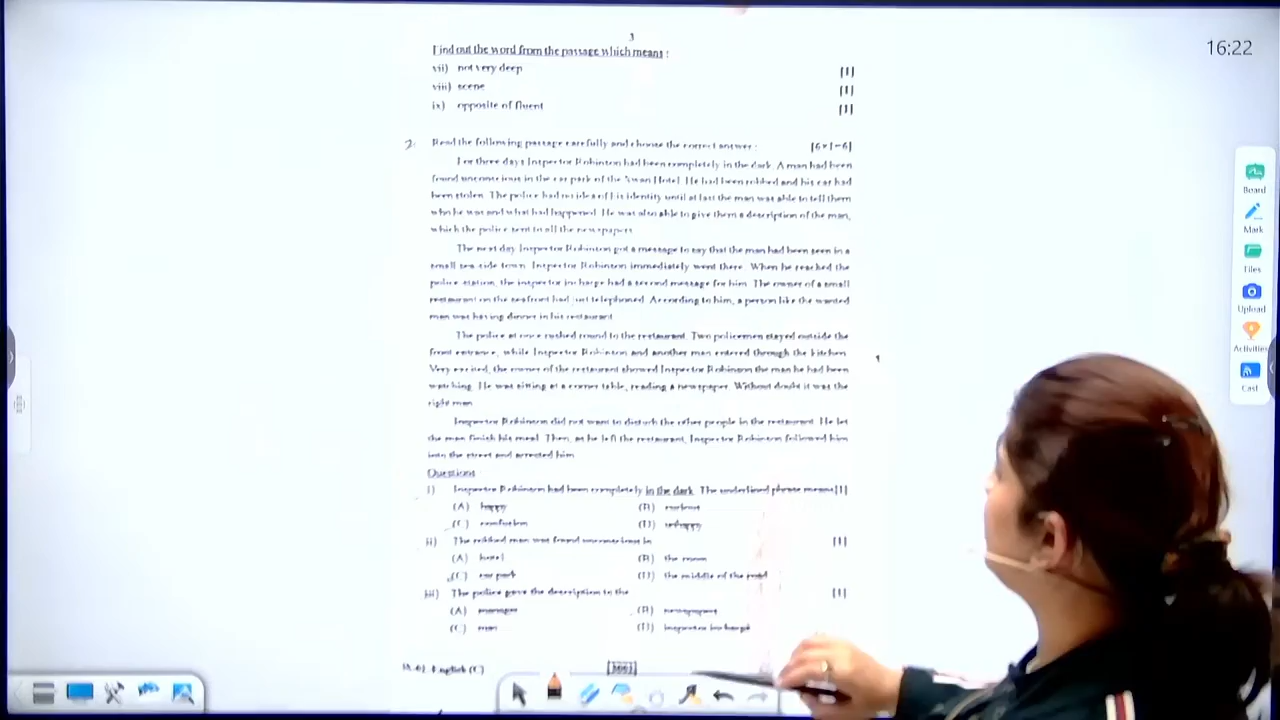 3
16:22
Find out the word from the passage which means :
vii) not very deep [1]
viii) scene [1]
ix) opposite of fluent [1]
2. Read the following passage carefully and choose the correct answer : [6×1=6]
For three days Inspector Robinson had been completely in the dark. A man had been
found unconscious in the car park of the Swan Hotel. He had been robbed and his car had
been stolen. The police had no idea of his identity until at last the man was able to tell them
who he was and what had happened. He was also able to give them a description of the man,
which the police sent to all the newspapers.
The next day Inspector Robinson got a message to say that the man had been seen in a
small sea side town. Inspector Robinson immediately went there. When he reached the
police station, the inspector in charge had a second message for him. The owner of a small
restaurant on the seafront had just telephoned. According to him, a person like the wanted
man was having dinner in his restaurant.
The police at once rushed round to the restaurant. Two policemen stayed outside the
front entrance, while Inspector Robinson and another man entered through the kitchen.
Very excited, the owner of the restaurant showed Inspector Robinson the man he had been
watching. He was sitting at a corner table, reading a newspaper. Without doubt it was the
right man.
Inspector Robinson did not want to disturb the other people in the restaurant. He let
the man finish his meal. Then, as he left the restaurant, Inspector Robinson followed him
into the street and arrested him.
Questions
i) Inspector Robinson had been completely in the dark. The underlined phrase means [1]
(A) happy (B)
(C) confusion (D) unhappy
ii) The robbed man was found unconscious in [1]
(A) hotel (B) the room
(C) car park (D) the middle of the road
iii) The police gave the description to the [1]
(A) manager (B) newspapers
(C) man (D) inspector in charge
English (C)
Board
Mark
Files
Upload
Activities
Cast